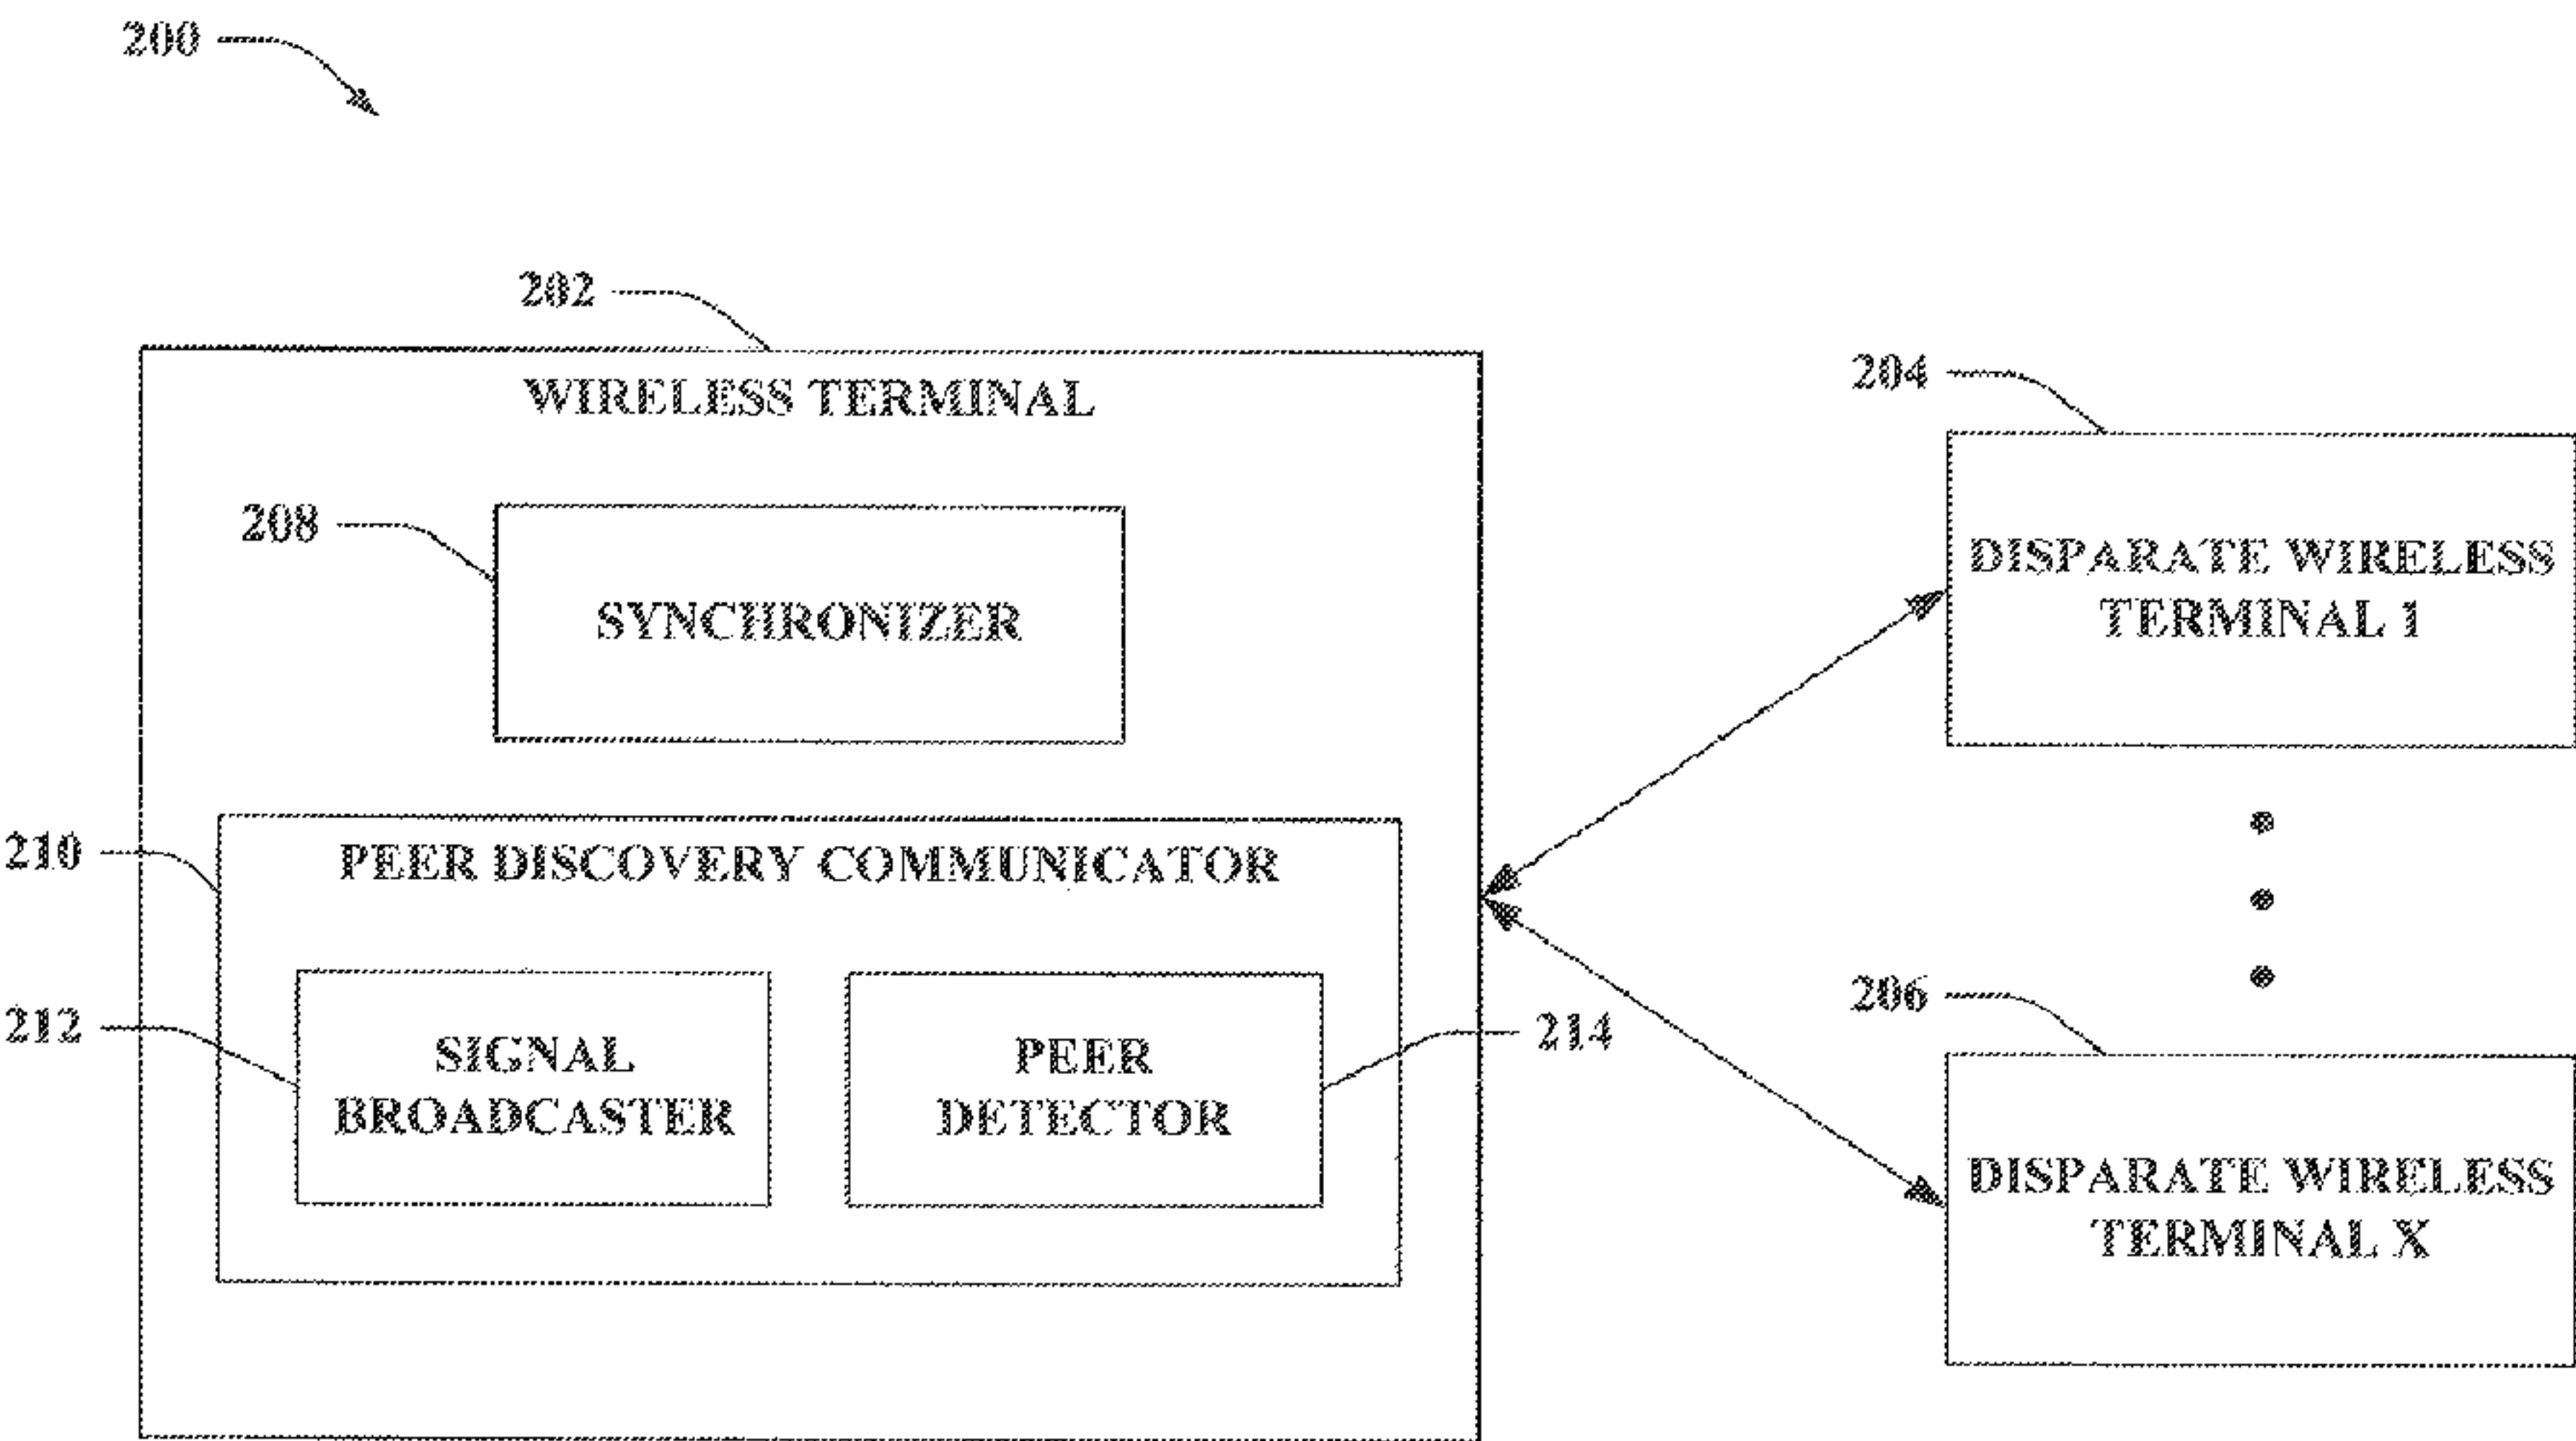 200
202
WIRELESS TERMINAL
204
208
SYNCHRONIZER
DISPARATE WIRELESS
TERMINAL 1
210
PEER DISCOVERY COMMUNICATOR
212
SIGNAL
BROADCASTER
PEER
DETECTOR
214
206
DISPARATE WIRELESS
TERMINAL X